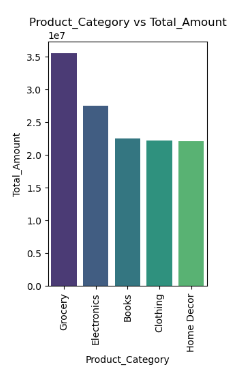 Product_Category vs Total_Amount
1e7
3.5
3.0
2.5
2.0
1.5
1.0
0.5
0.0
Total_Amount
Grocery
Electronics
Books
Clothing
Home Decor
Product_Category